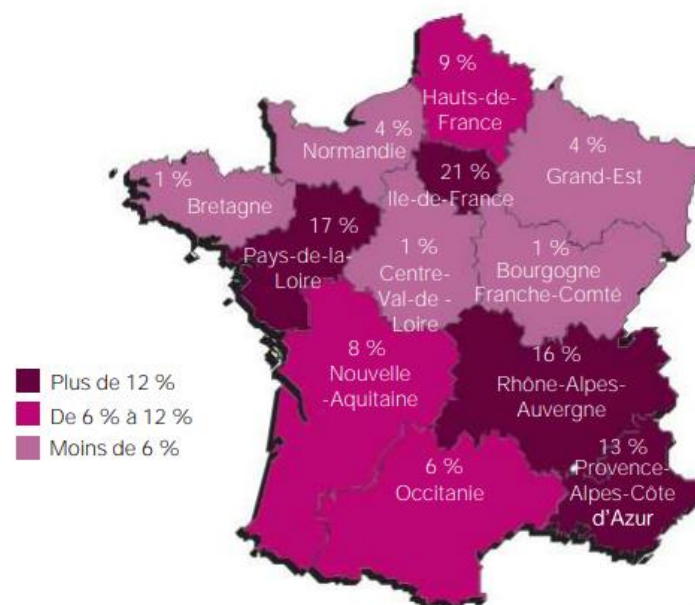 9 %
Hauts-de-
France
4 %
Normandie
4 %
Grand-Est
21 %
Ile-de-France
1 %
Bretagne
17 %
Pays-de-la-
Loire
1 %
Centre-
Val-de -
Loire
1 %
Bourgogne
Franche-Comté
8 %
Nouvelle
-Aquitaine
16 %
Rhône-Alpes-
Auvergne
6 %
Occitanie
13 %
Provence-
Alpes-Côte
d'Azur
Plus de 12 %
De 6 % à 12 %
Moins de 6 %